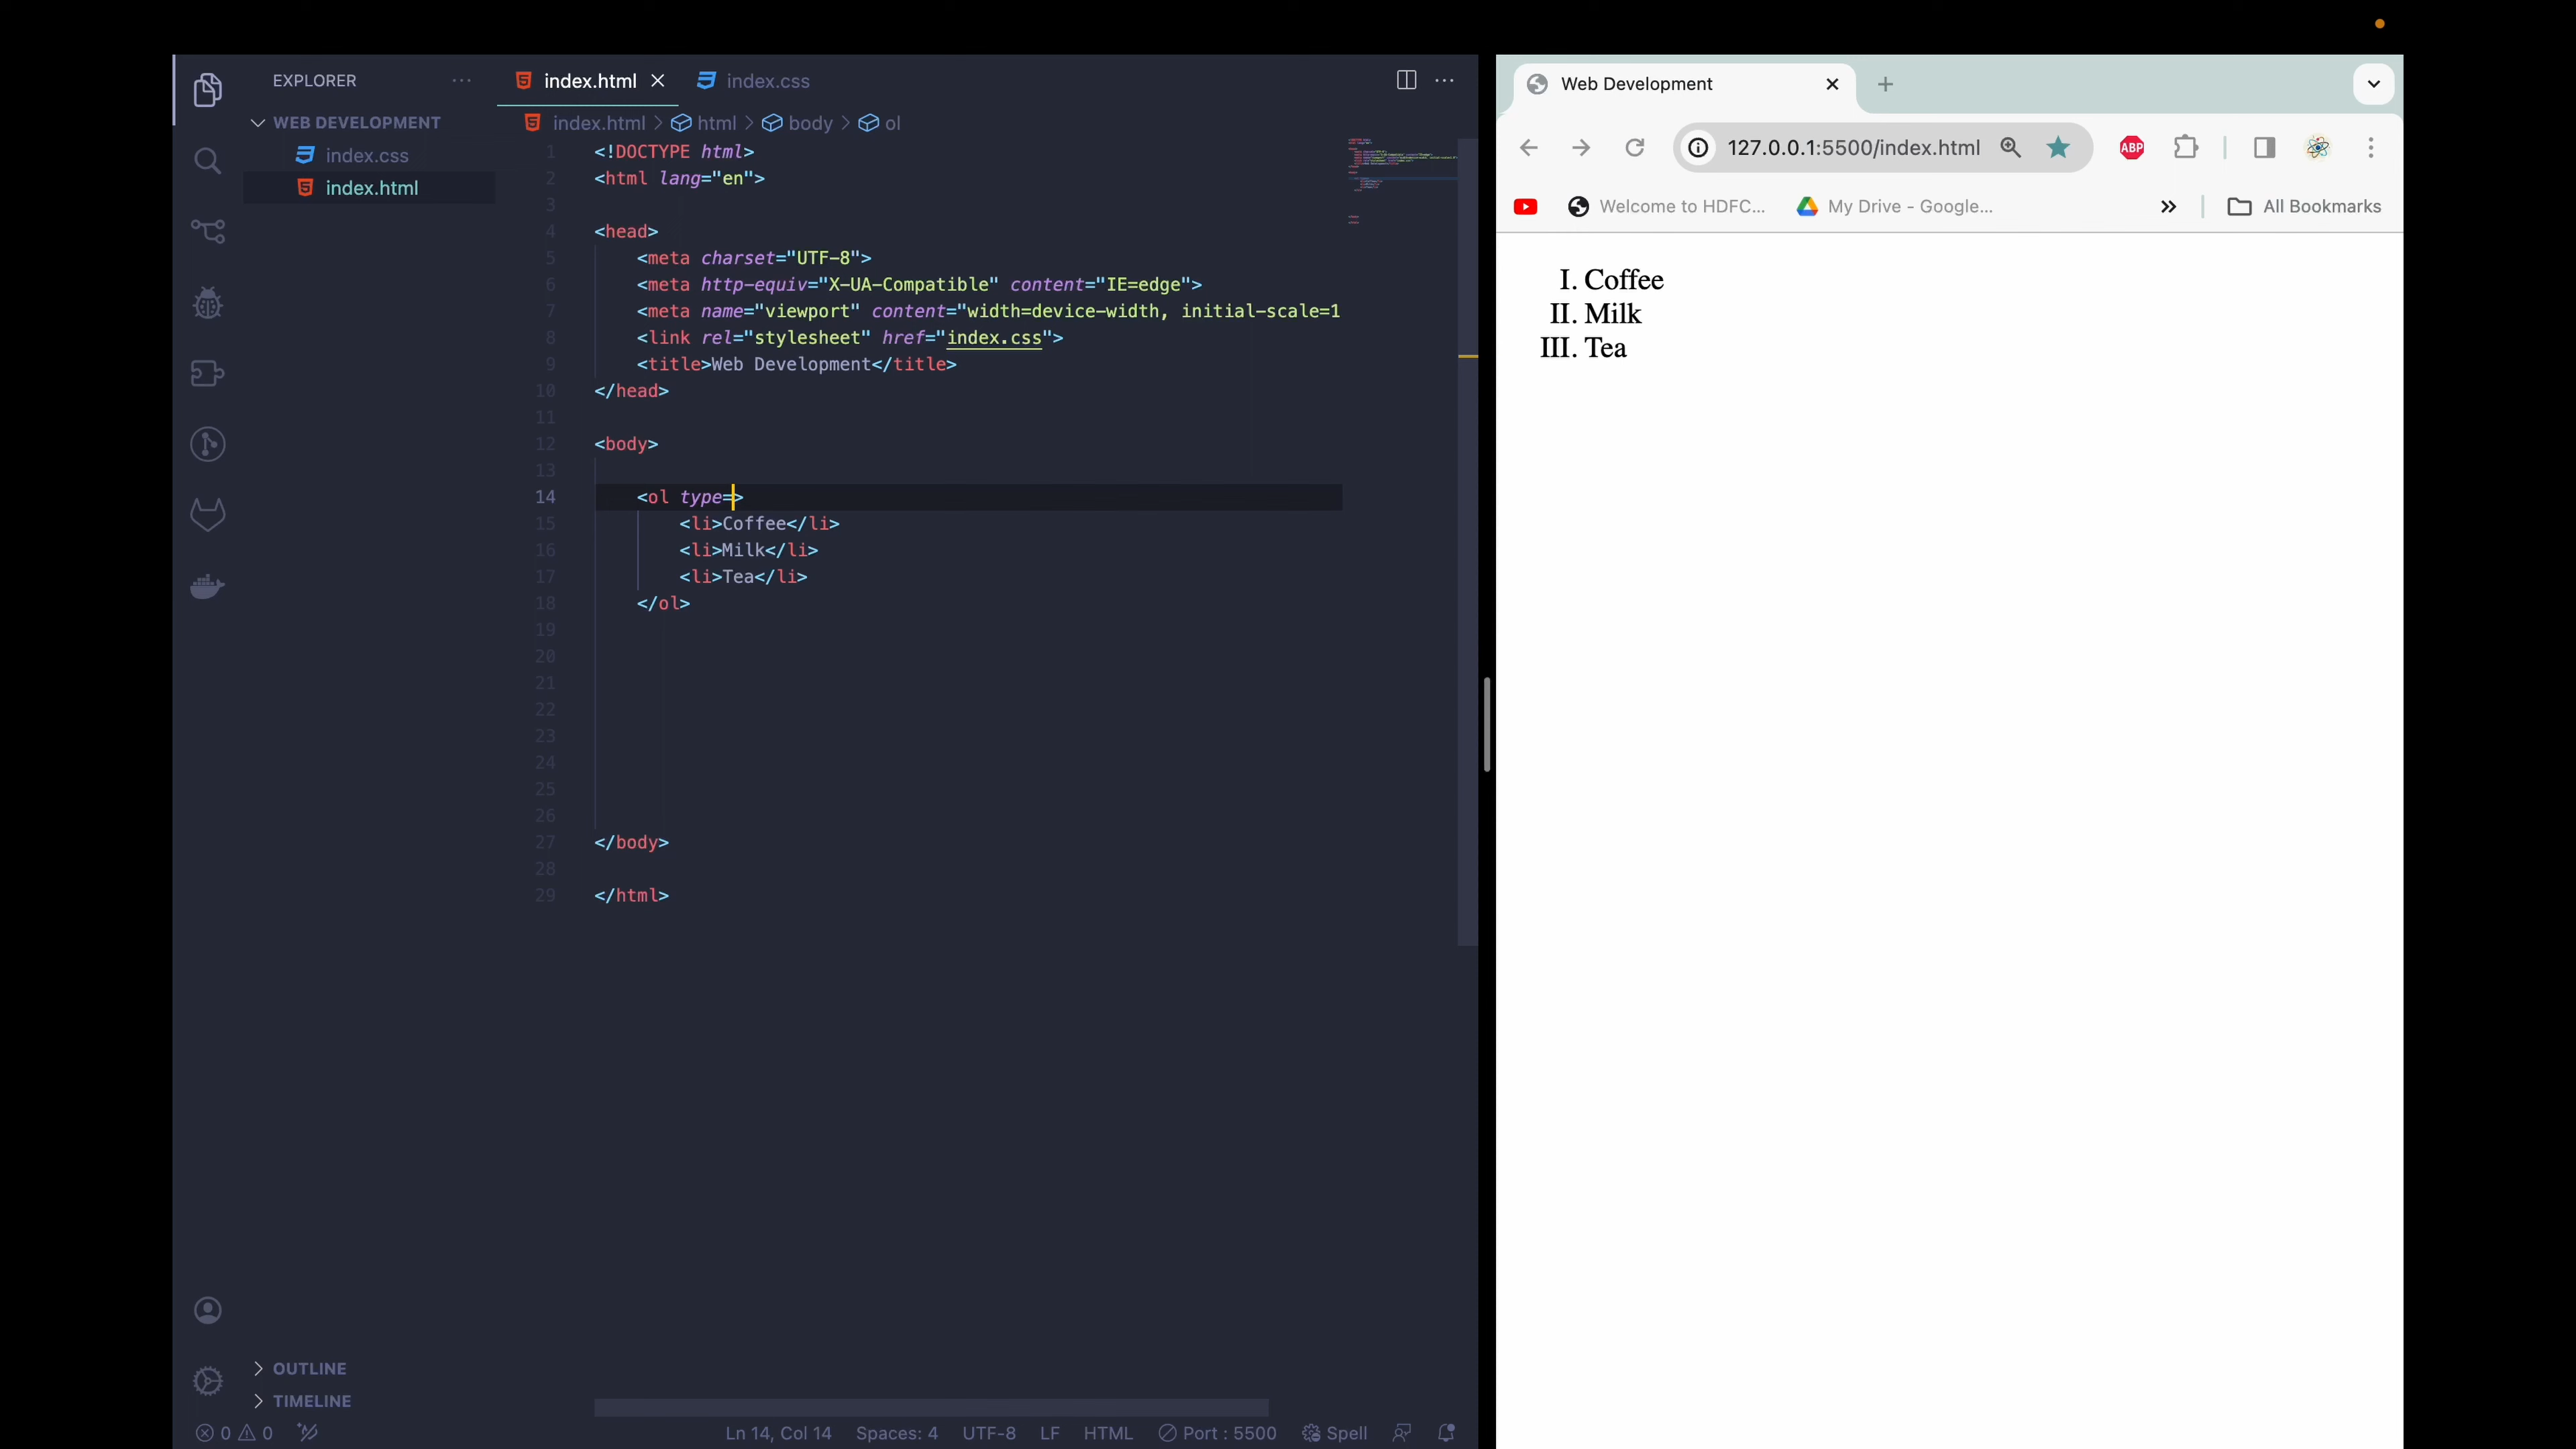 EXPLORER
WEB DEVELOPMENT
index.css
index.html
index.html
index.css
index.html > html > body > ol
1 <!DOCTYPE html>
2 <html lang="en">
3
4 <head>
5 <meta charset="UTF-8">
6 <meta http-equiv="X-UA-Compatible" content="IE=edge">
7 <meta name="viewport" content="width=device-width, initial-scale=1
8 <link rel="stylesheet" href="index.css">
9 <title>Web Development</title>
10 </head>
11
12 <body>
13
14 <ol type=>
15 <li>Coffee</li>
16 <li>Milk</li>
17 <li>Tea</li>
18 </ol>
19
20
21
22
23
24
25
26
27 </body>
28
29 </html>
OUTLINE
TIMELINE
0 0 Ln 14, Col 14 Spaces: 4 UTF-8 LF HTML Port : 5500 Spell
Web Development
127.0.0.1:5500/index.html
ABP
Welcome to HDFC... My Drive - Google... All Bookmarks
I. Coffee
II. Milk
III. Tea